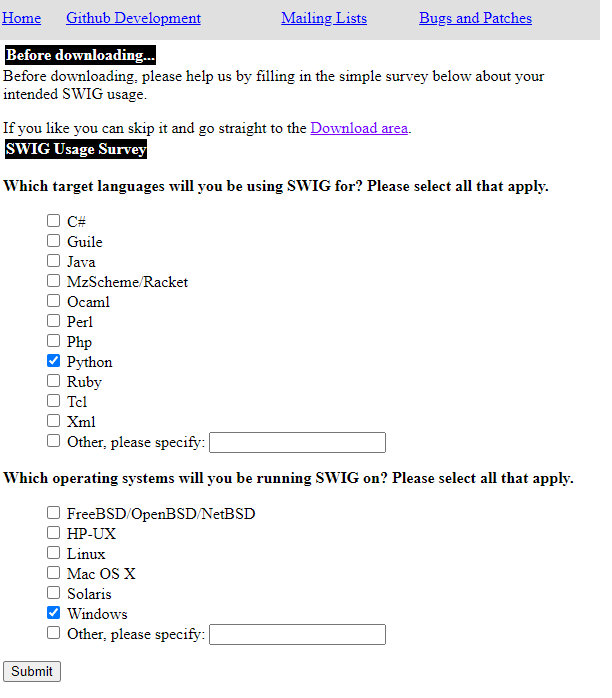 Home Github Development Mailing Lists Bugs and Patches
Before downloading...
Before downloading, please help us by filling in the simple survey below about your
intended SWIG usage.
If you like you can skip it and go straight to the Download area.
SWIG Usage Survey
Which target languages will you be using SWIG for? Please select all that apply.
C#
Guile
Java
MzScheme/Racket
Ocaml
Perl
Php
Python
Ruby
Tcl
Xml
Other, please specify:
Which operating systems will you be running SWIG on? Please select all that apply.
FreeBSD/OpenBSD/NetBSD
HP-UX
Linux
Mac OS X
Solaris
Windows
Other, please specify:
Submit